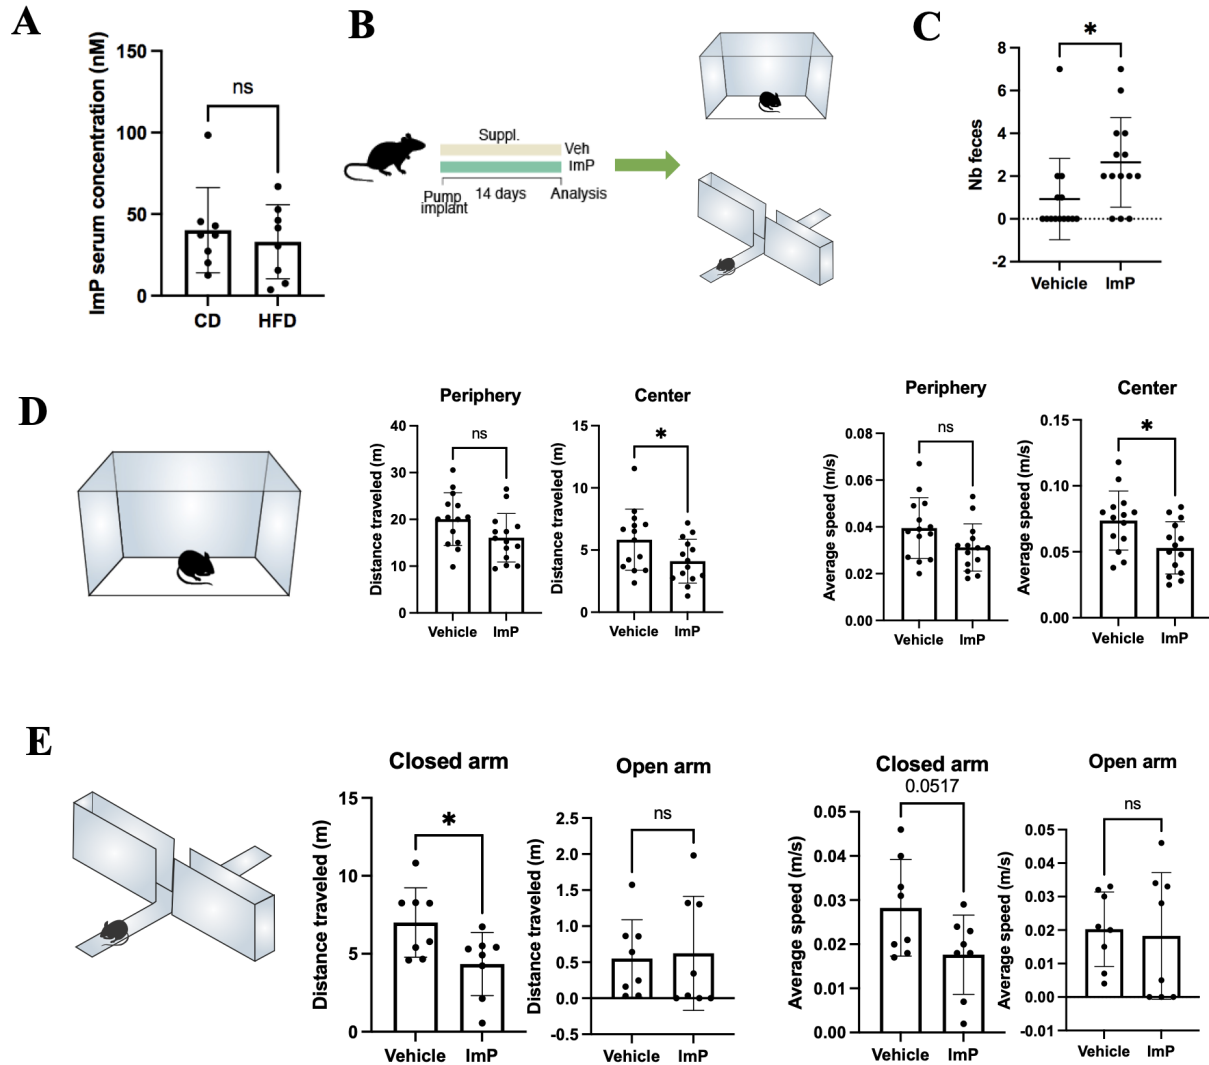 A
ImP serum concentration (nM)
150
100
50
0
ns
CD
HFD
B
Suppl.
Veh
ImP
Pump
implant
14 days
Analysis
C
Nb feces
8
6
4
2
0
-2
*
Vehicle
ImP
D
Periphery
Distance traveled (m)
40
30
20
10
0
ns
Vehicle
ImP
Center
Distance traveled (m)
15
10
5
0
*
Vehicle
ImP
Periphery
Average speed (m/s)
0.08
0.06
0.04
0.02
0.00
ns
Vehicle
ImP
Center
Average speed (m/s)
0.15
0.10
0.05
0.00
*
Vehicle
ImP
E
Closed arm
Distance traveled (m)
15
10
5
0
*
Vehicle
ImP
Open arm
Distance traveled (m)
2.5
2.0
1.5
1.0
0.5
0.0
-0.5
ns
Vehicle
ImP
Closed arm
0.0517
Average speed (m/s)
0.05
0.04
0.03
0.02
0.01
0.00
Vehicle
ImP
Open arm
Average speed (m/s)
0.05
0.04
0.03
0.02
0.01
0.00
-0.01
ns
Vehicle
ImP